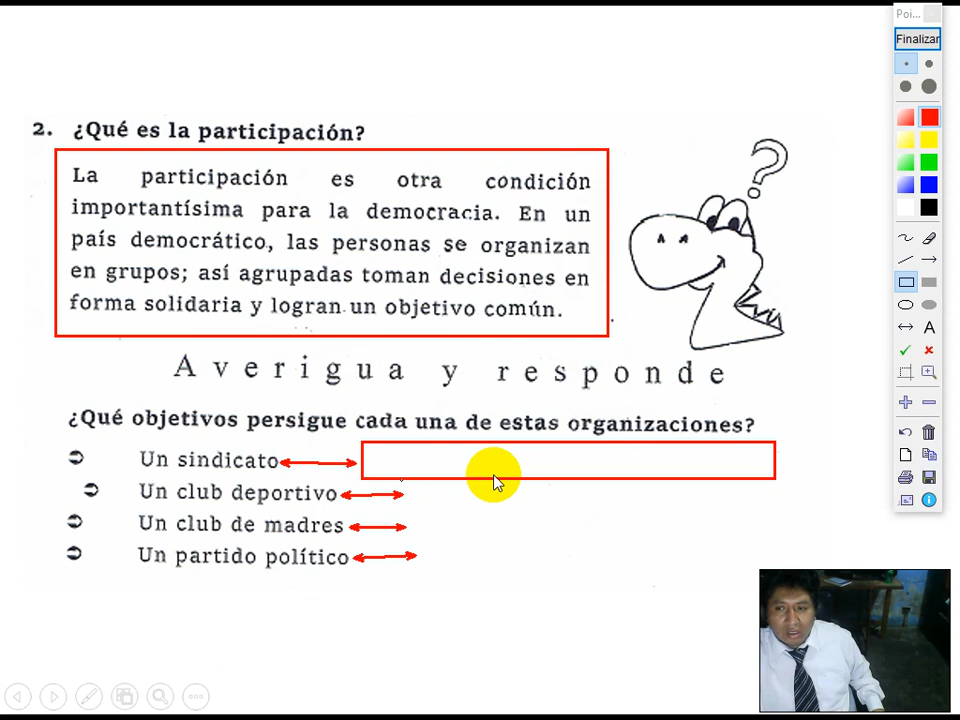 Poi...
Finalizar
2. ¿Qué es la participación?
La participación es otra condición
importantísima para la democracia. En un
país democrático, las personas se organizan
en grupos; así agrupadas toman decisiones en
forma solidaria y logran un objetivo común.
?
Averigua y responde
¿Qué objetivos persigue cada una de estas organizaciones?
Un sindicato
Un club deportivo
Un club de madres
Un partido político
A